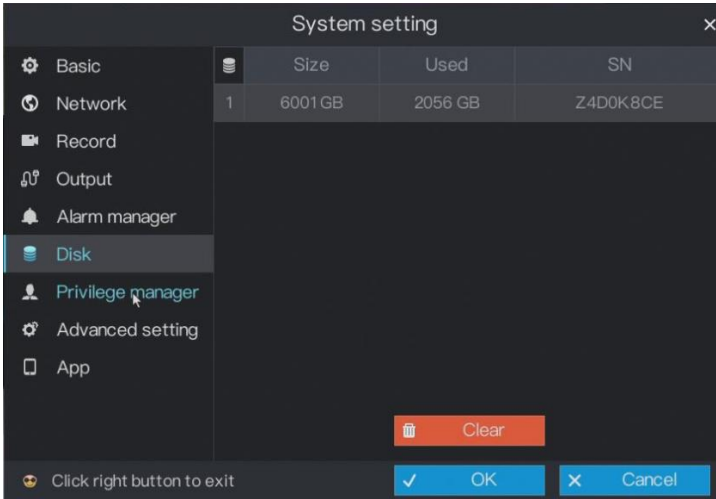 System setting
Basic
Size Used SN
Network
1 6001GB 2056 GB Z4D0K8CE
Record
Output
Alarm manager
Disk
Privilege manager
Advanced setting
App
Clear
Click right button to exit
OK
Cancel